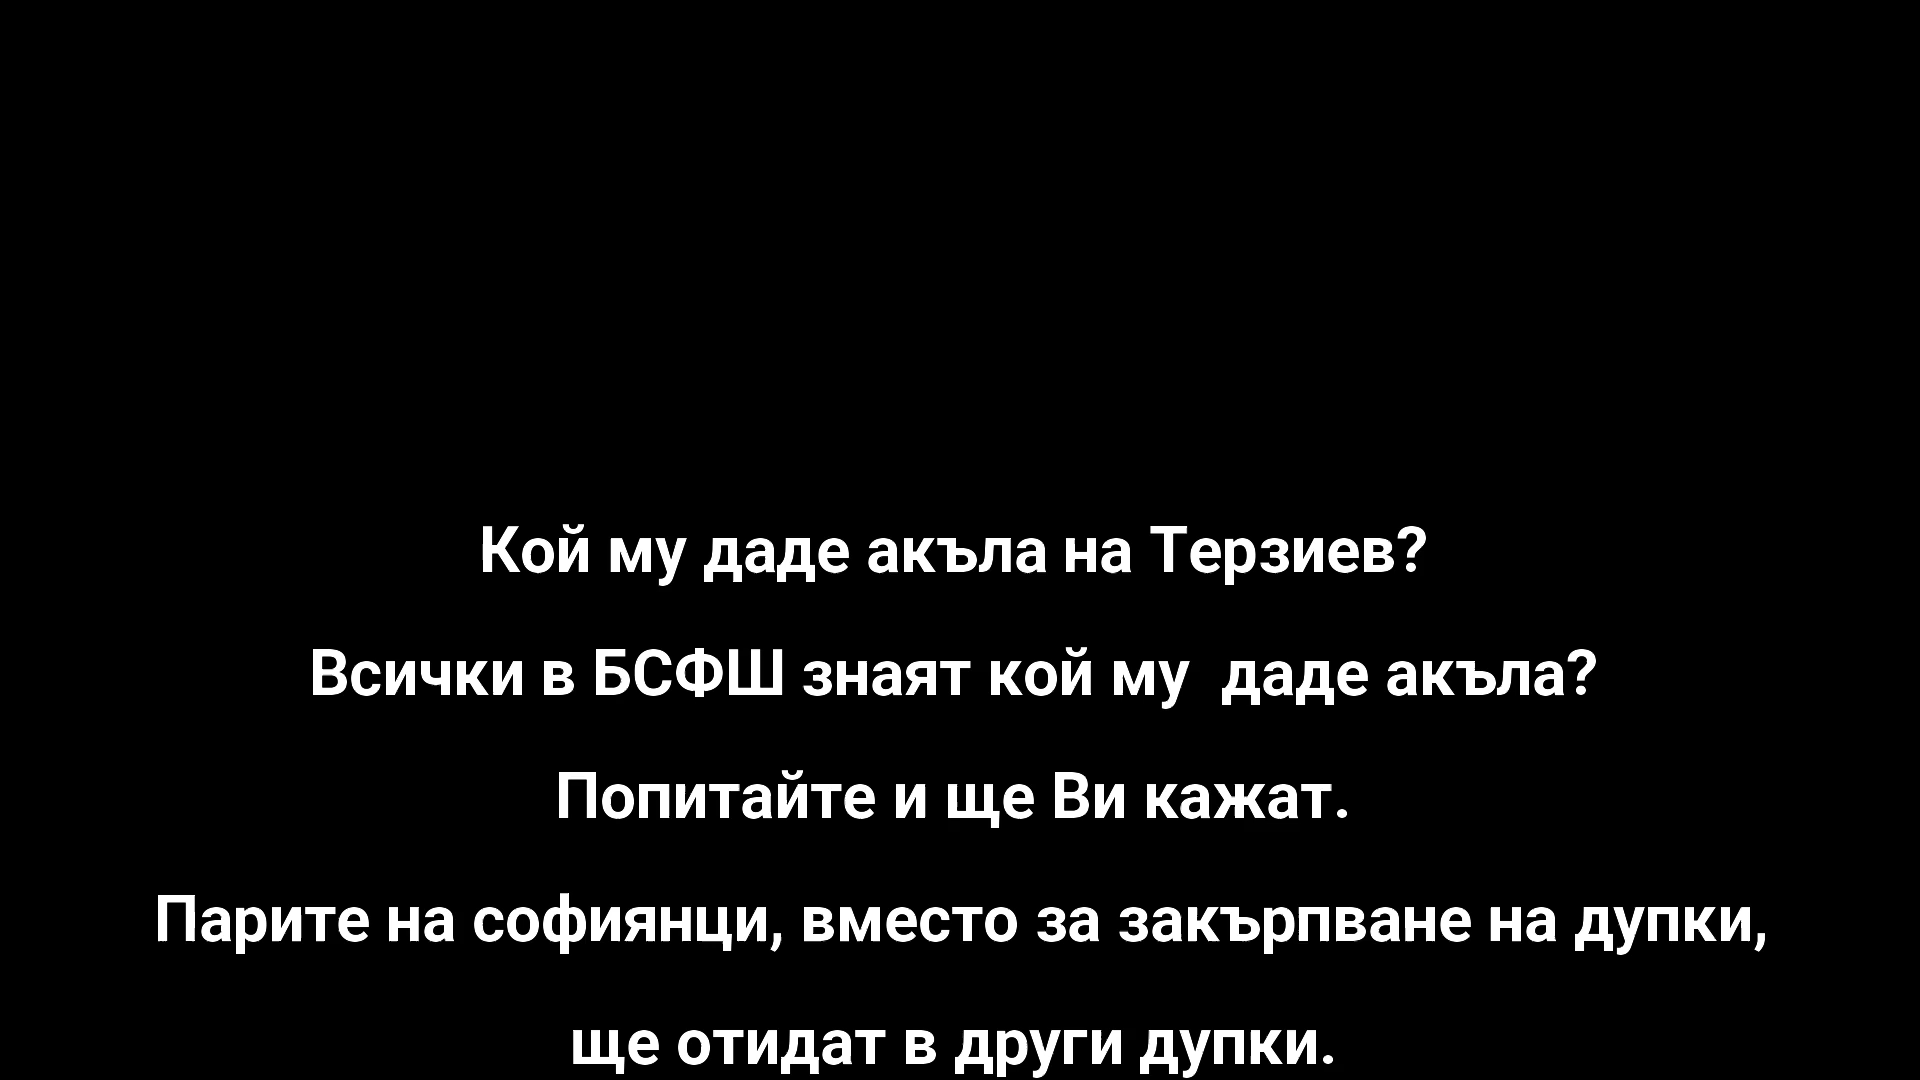 Кой му даде акъла на Терзиев?
Всички в БСФШ знаят кой му  даде акъла?
Попитайте и ще Ви кажат.
Парите на софиянци, вместо за закърпване на дупки,
ще отидат в други дупки.